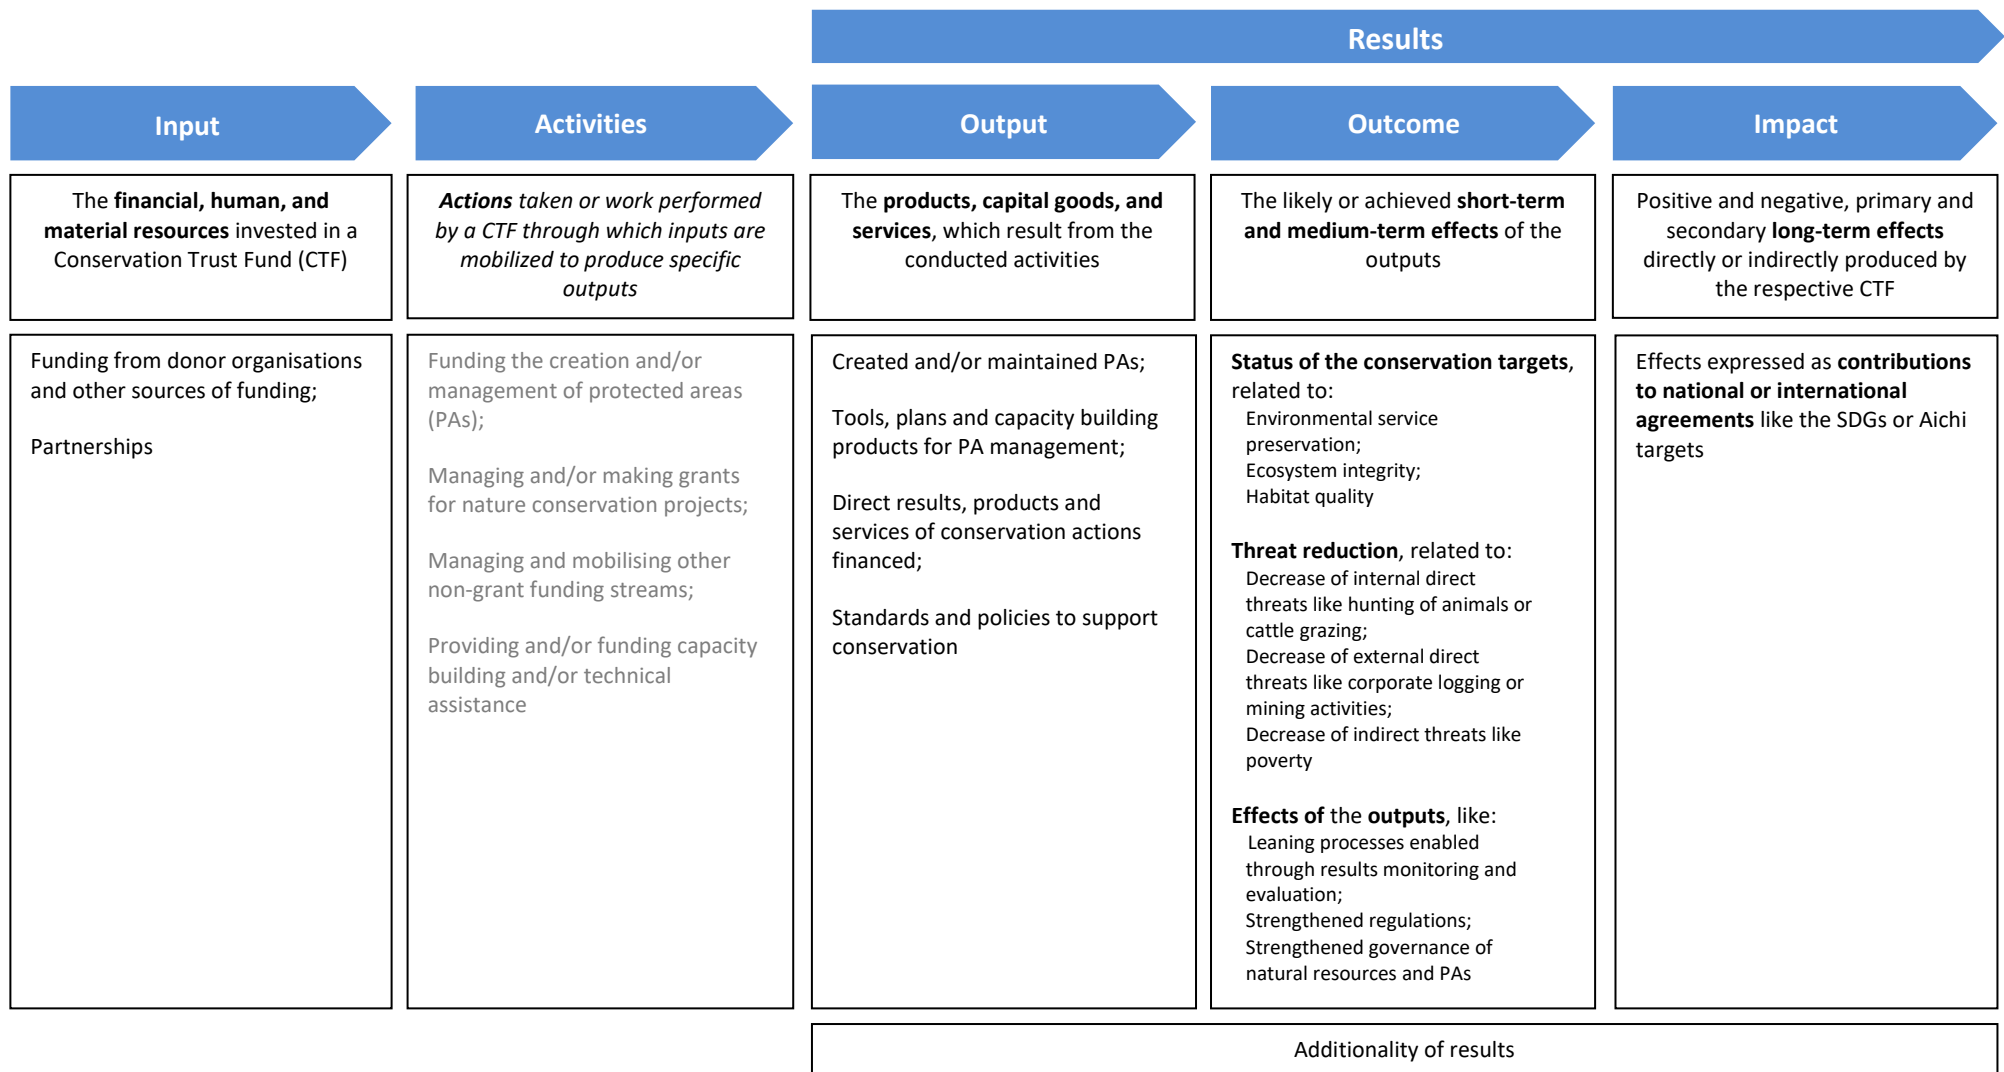 Results
Input
Activities
Output
Outcome
Impact
The financial, human, and
material resources invested in a
Conservation Trust Fund (CTF)
Actions taken or work performed
by a CTF through which inputs are
mobilized to produce specific
outputs
The products, capital goods, and
services, which result from the
conducted activities
The likely or achieved short-term
and medium-term effects of the
outputs
Positive and negative, primary and
secondary long-term effects
directly or indirectly produced by
the respective CTF
Funding from donor organisations
and other sources of funding;
Partnerships
Funding the creation and/or
management of protected areas
(PAs);
Managing and/or making grants
for nature conservation projects;
Managing and mobilising other
non-grant funding streams;
Providing and/or funding capacity
building and/or technical
assistance
Created and/or maintained PAs;
Tools, plans and capacity building
products for PA management;
Direct results, products and
services of conservation actions
financed;
Standards and policies to support
conservation
Status of the conservation targets,
related to:
Environmental service
preservation;
Ecosystem integrity;
Habitat quality
Threat reduction, related to:
Decrease of internal direct
threats like hunting of animals or
cattle grazing;
Decrease of external direct
threats like corporate logging or
mining activities;
Decrease of indirect threats like
poverty
Effects of the outputs, like:
Leaning processes enabled
through results monitoring and
evaluation;
Strengthened regulations;
Strengthened governance of
natural resources and PAs
Effects expressed as contributions
to national or international
agreements like the SDGs or Aichi
targets
Additionality of results